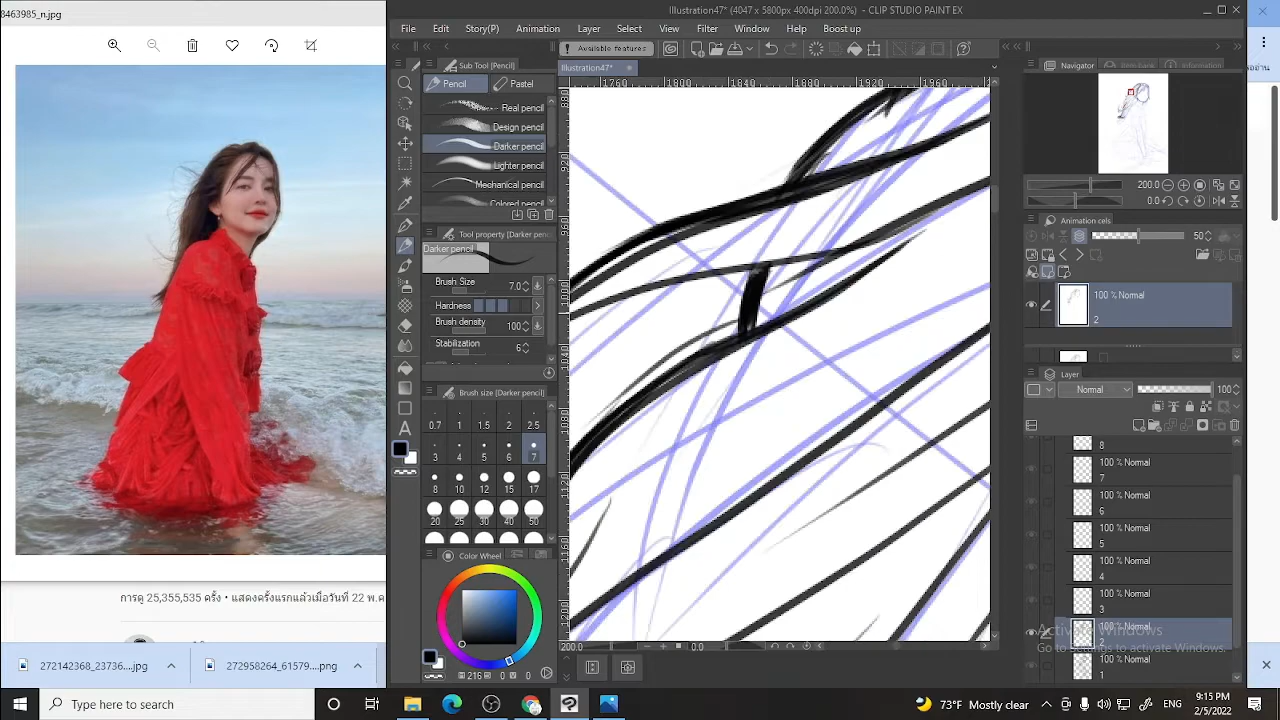 8463985_n.jpg
Illustration47* (4047 x 5800px 400dpi 200.0%) - CLIP STUDIO PAINT EX
File Edit Story(P) Animation Layer Select View Filter Window Help Boost-U
Available features
Sub Tool [Pencil]
Illustration47*
Navigator
Item bank
Information
Pencil
Pastel
1760 1800 1840 1880 1920 1960
Real pencil
Design pencil
Darker pencil
Lighter pencil
Mechanical pencil
Colored pencil
200.0
0.0
Tool property [Darker penc
Darker pencil
Animation cels
50
Brush Size 7.0
Hardness
Brush density 100
Stabilization 6
100 % Normal
2
Layer
Normal
100
Brush size [Darker pencil]
0.7 1 1.5 2 2.5
3 4 5 6 7
8 10 12 15 17
20 25 30 40 50
8
100 % Normal
7
100 % Normal
6
100 % Normal
5
100 % Normal
4
100 % Normal
3
100 % Normal
2
100 % Normal
1
Color Wheel
H 216 S 0 V 0
200.0
0.0
การดู 25,355,535 ครั้ง • แสดงครั้งแรกเมื่อวันที่ 22 พ.ค
272142368_23736....jpg
272958264_61579....png
Activate Windows
Go to Settings to activate Windows.
Type here to search
73°F Mostly clear
ENG
9:15 PM
2/5/2022